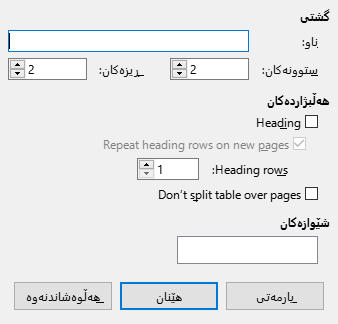 گشتی
ناو:
ستوونەکان: 2 ڕیزەکان: 2
هەڵبژاردەکان
Heading
Repeat heading rows on new pages
Heading rows: 1
Don't split table over pages
شێوازەکان
یارمەتی هێنان هەڵوەشاندنەوە